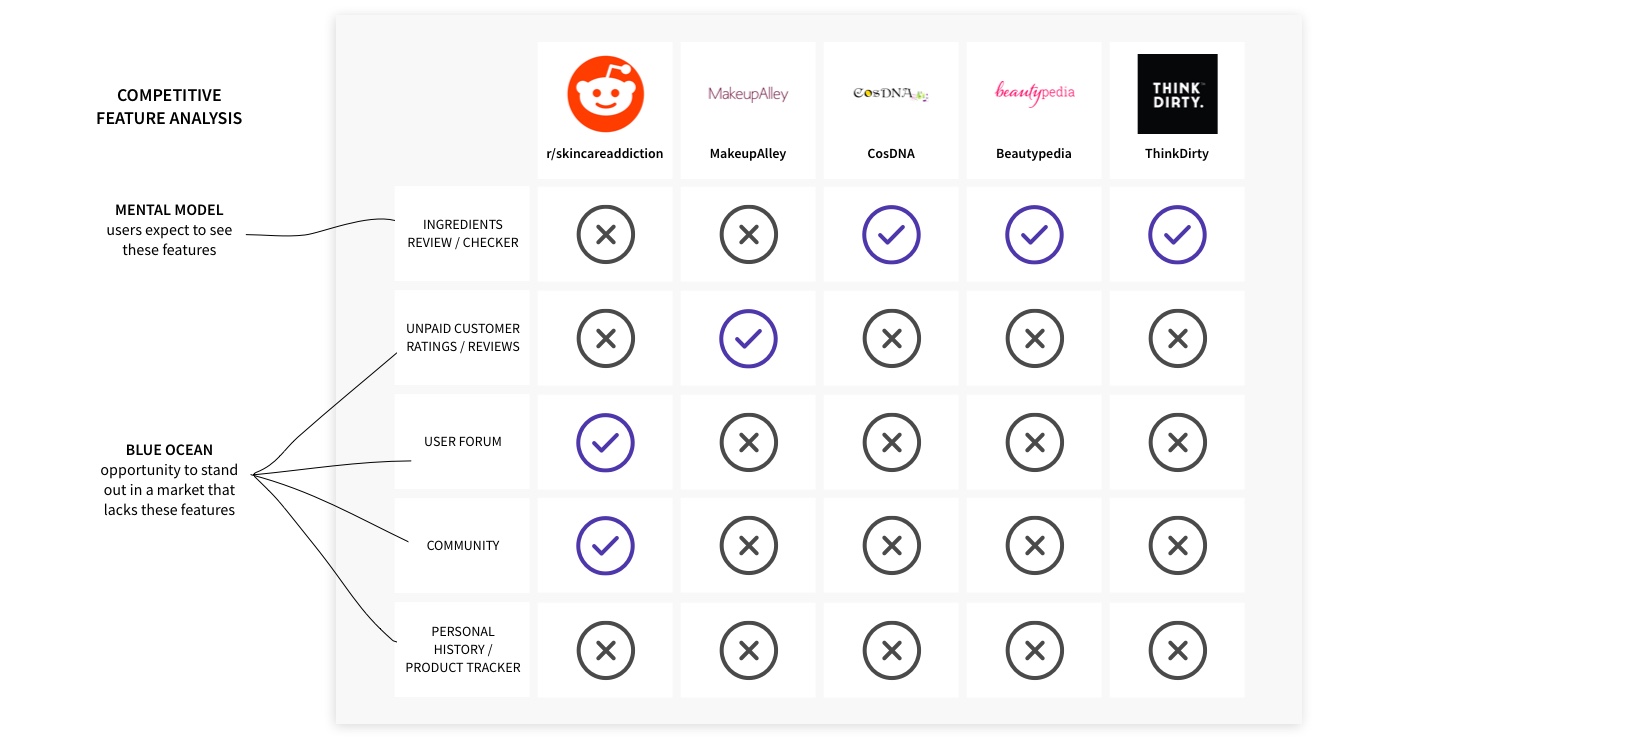 COMPETITIVE
FEATURE ANALYSIS
MakeupAlley
CosDNA
beautypedia
THINK
DIRTY.
r/skincareaddiction
MakeupAlley
CosDNA
Beautypedia
ThinkDirty
MENTAL MODEL
users expect to see
these features
INGREDIENTS
REVIEW / CHECKER
UNPAID CUSTOMER
RATINGS / REVIEWS
BLUE OCEAN
opportunity to stand
out in a market that
lacks these features
USER FORUM
COMMUNITY
PERSONAL
HISTORY /
PRODUCT TRACKER